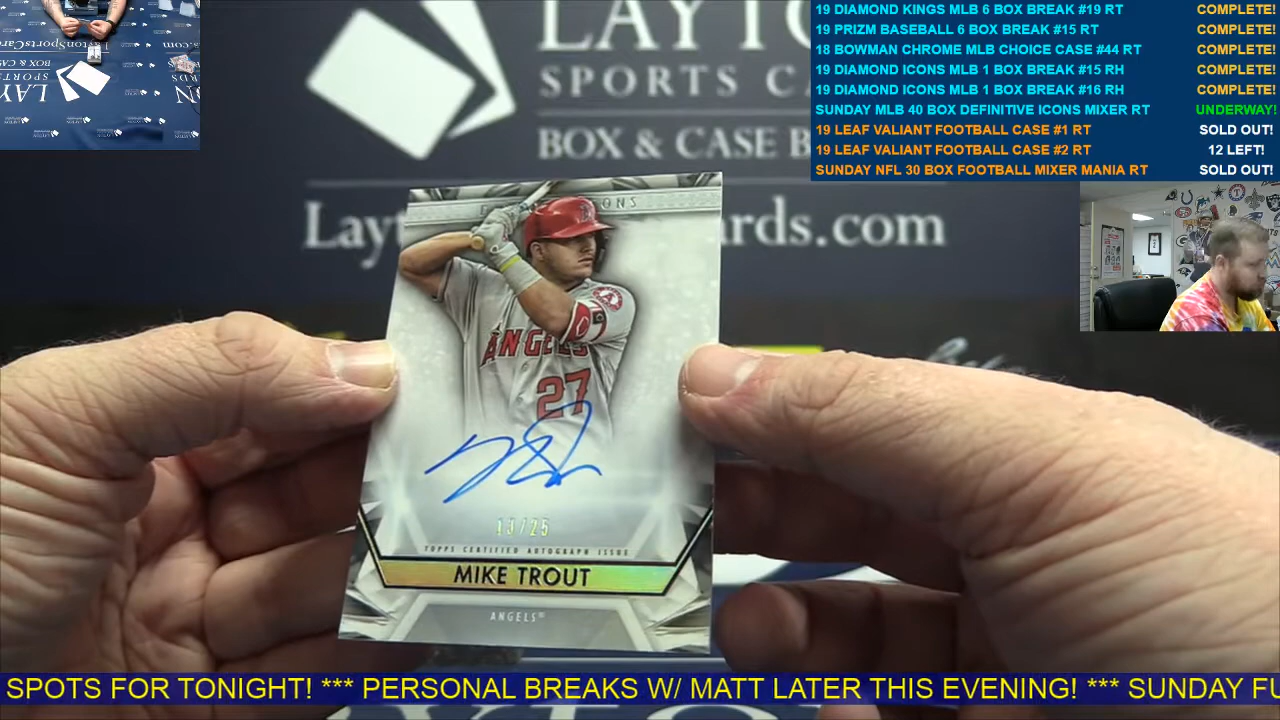 19 DIAMOND KINGS MLB 6 BOX BREAK #19 RT COMPLETE!
19 PRIZM BASEBALL 6 BOX BREAK #15 RT COMPLETE!
18 BOWMAN CHROME MLB CHOICE CASE #44 RT COMPLETE!
19 DIAMOND ICONS MLB 1 BOX BREAK #15 RH COMPLETE!
19 DIAMOND ICONS MLB 1 BOX BREAK #16 RH COMPLETE!
SUNDAY MLB 40 BOX DEFINITIVE ICONS MIXER RT UNDERWAY!
19 LEAF VALIANT FOOTBALL CASE #1 RT SOLD OUT!
19 LEAF VALIANT FOOTBALL CASE #2 RT 12 LEFT!
SUNDAY NFL 30 BOX FOOTBALL MIXER MANIA RT SOLD OUT!
LAYTO
SPORTS CA
BOX & CASE B
Layt rds.com
ANGELS
27
/25
TOPPS CERTIFIED AUTOGRAPH ISSUE
MIKE TROUT
ANGELS®
SPOTS FOR TONIGHT! *** PERSONAL BREAKS W/ MATT LATER THIS EVENING! *** SUNDAY FU